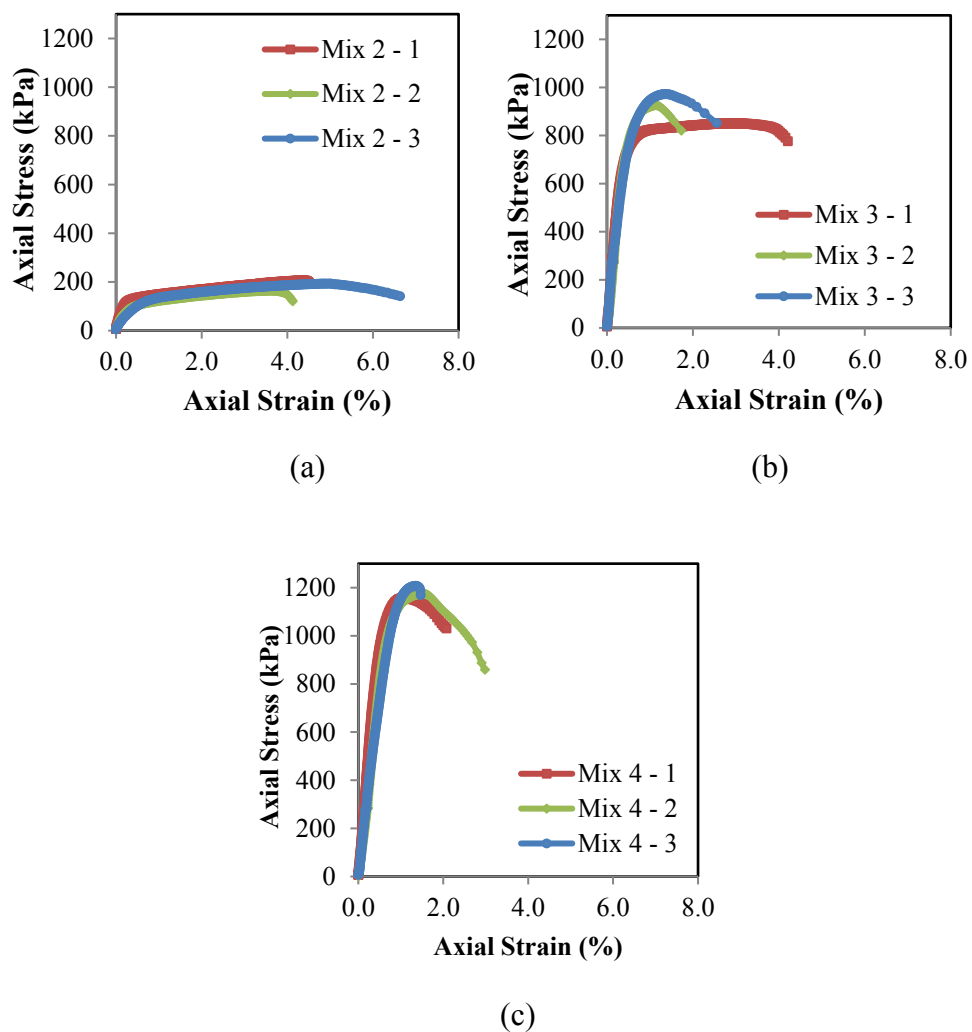 1200
1000
800
600
400
200
0
Axial Stress (kPa)
Mix 2 - 1
Mix 2 - 2
Mix 2 - 3
0.0 2.0 4.0 6.0 8.0
Axial Strain (%)
(a)
1200
1000
800
600
400
200
0
Axial Stress (kPa)
Mix 3 - 1
Mix 3 - 2
Mix 3 - 3
0.0 2.0 4.0 6.0 8.0
Axial Strain (%)
(b)
1200
1000
800
600
400
200
0
Axial Stress (kPa)
Mix 4 - 1
Mix 4 - 2
Mix 4 - 3
0.0 2.0 4.0 6.0 8.0
Axial Strain (%)
(c)